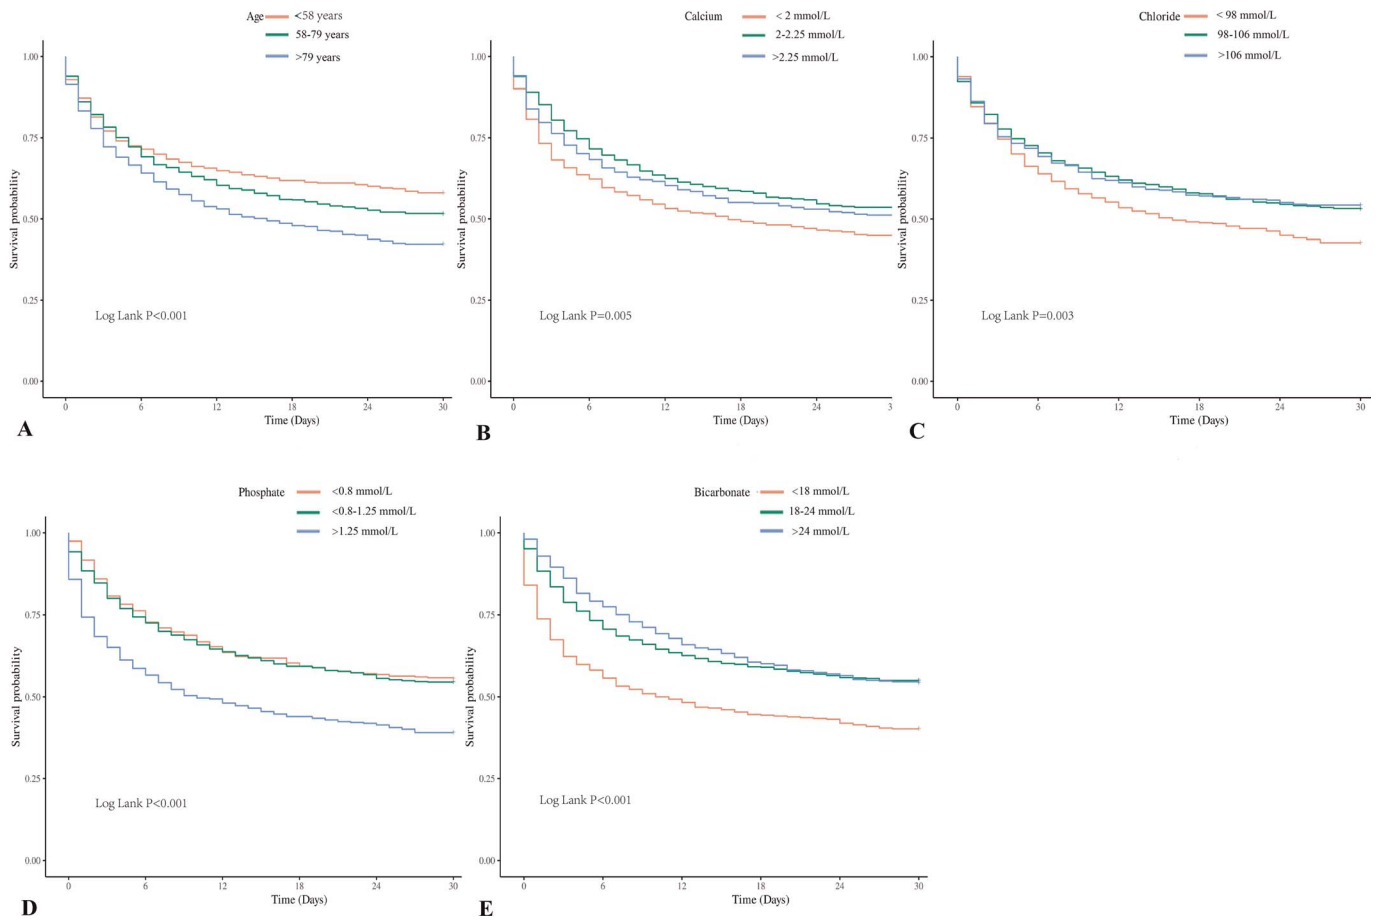 Age <58 years
58-79 years
>79 years
1.00
0.75
0.50
0.25
0.00
Survival probability
Log Lank P<0.001
0 6 12 18 24 30
Time (Days)
A
Calcium < 2 mmol/L
2-2.25 mmol/L
>2.25 mmol/L
1.00
0.75
0.50
0.25
0.00
Survival probability
Log Lank P=0.005
0 6 12 18 24 3
Time (Days)
B
Chloride < 98 mmol/L
98-106 mmol/L
>106 mmol/L
1.00
0.75
0.50
0.25
0.00
Survival probability
Log Lank P=0.003
0 6 12 18 24 30
Time (Days)
C
Phosphate <0.8 mmol/L
<0.8-1.25 mmol/L
>1.25 mmol/L
1.00
0.75
0.50
0.25
0.00
Survival probability
Log Lank P<0.001
0 6 12 18 24 30
Time (Days)
D
Bicarbonate <18 mmol/L
18-24 mmol/L
>24 mmol/L
1.00
0.75
0.50
0.25
0.00
Survival probability
Log Lank P<0.001
0 6 12 18 24 30
Time (Days)
E